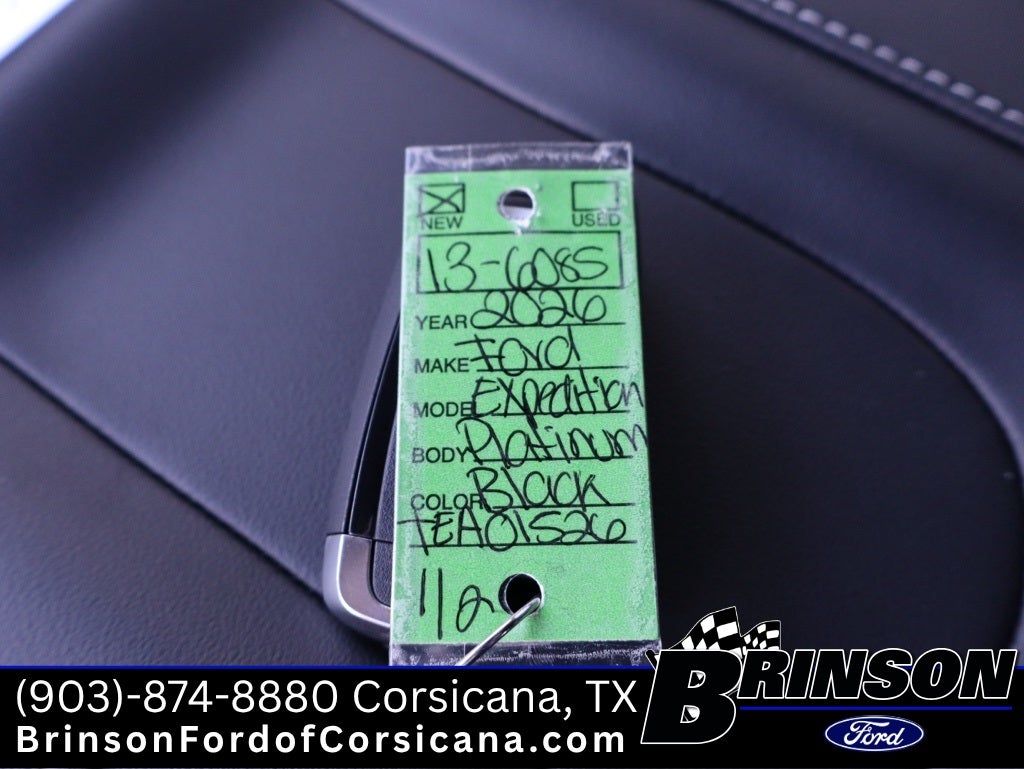 NEW USED
13-6085
YEAR 2026
MAKE Ford
MODEL Expedition
BODY Platinum
COLOR Black
TEA01526
(903)-874-8880 Corsicana, TX
BrinsonFordofCorsicana.com
BRINSON
Ford